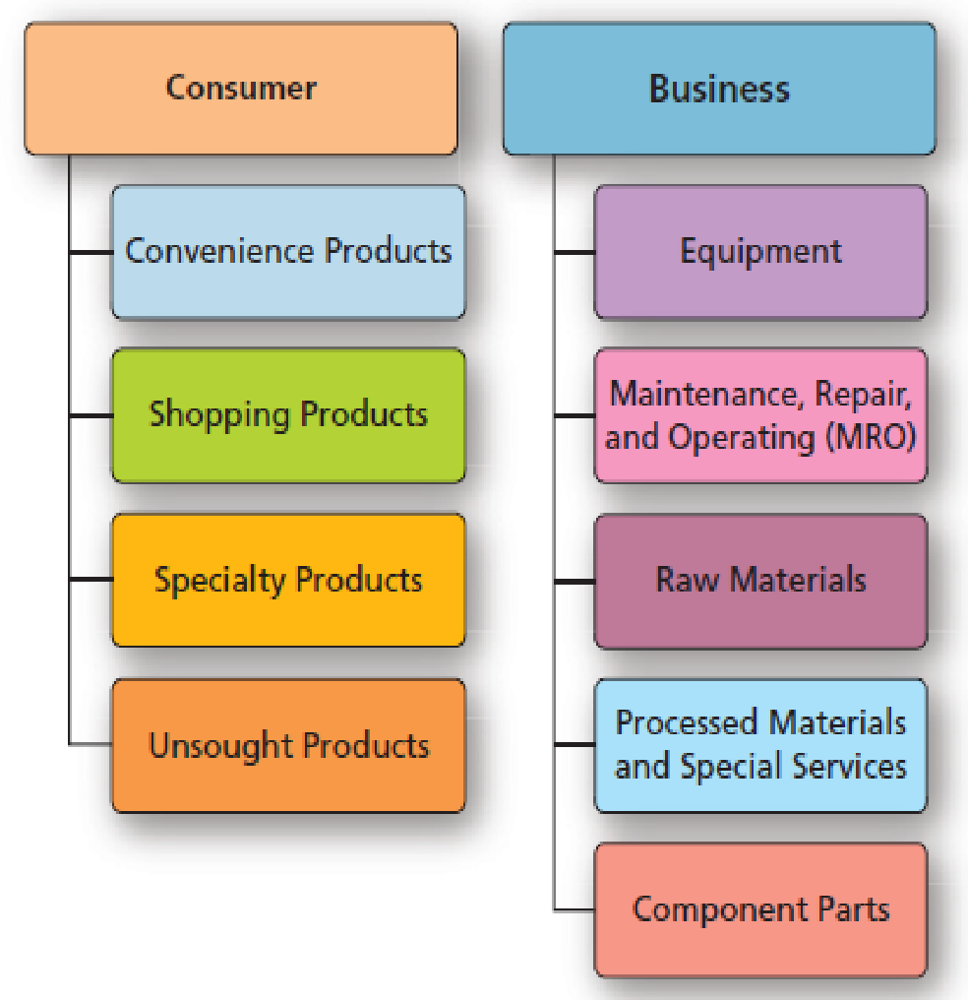 Consumer
Convenience Products
Shopping Products
Specialty Products
Unsought Products
Business
Equipment
Maintenance, Repair,
and Operating (MRO)
Raw Materials
Processed Materials
and Special Services
Component Parts